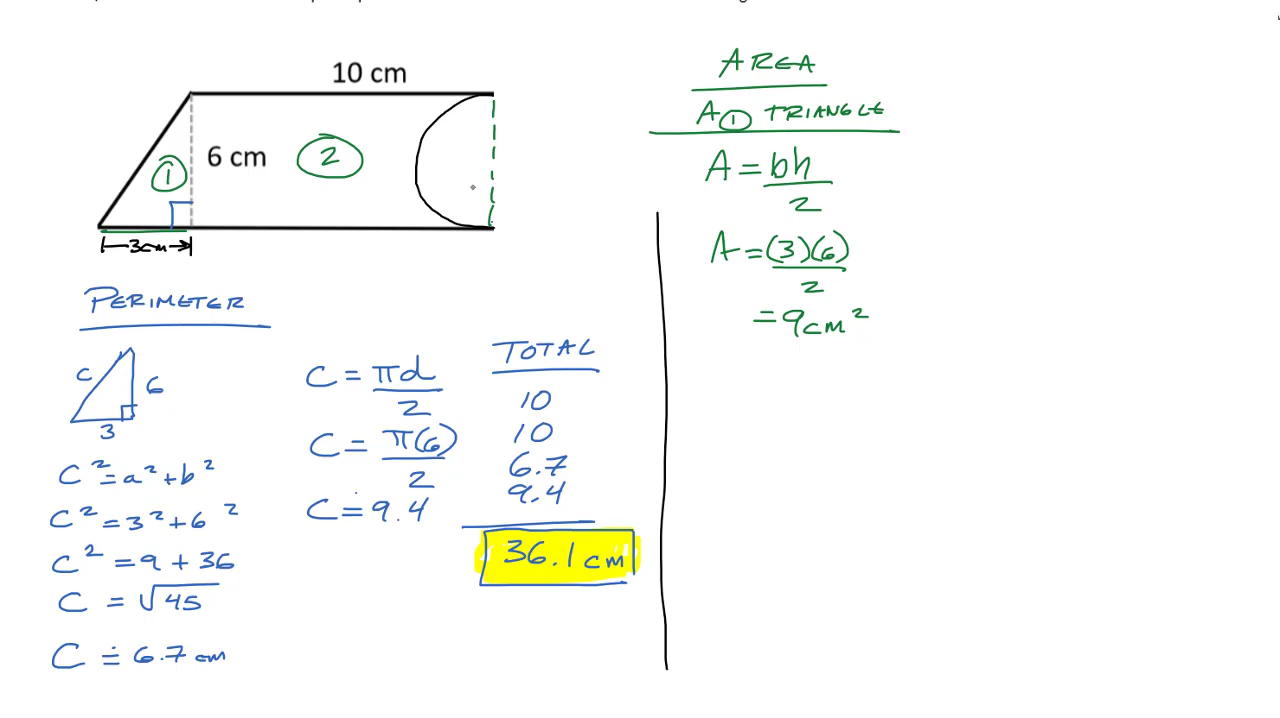 10 cm
6 cm
①
②
3cm
PERIMETER
c
6
3
C² = a² + b²
C² = 3² + 6²
C² = 9 + 36
C = √45
C ≐ 6.7 cm
C = πd/2
C = π(6)/2
C ≐ 9.4
TOTAL
10
10
6.7
9.4
36.1 cm
AREA
A① TRIANGLE
A = bh/2
A = (3)(6)/2
= 9cm²